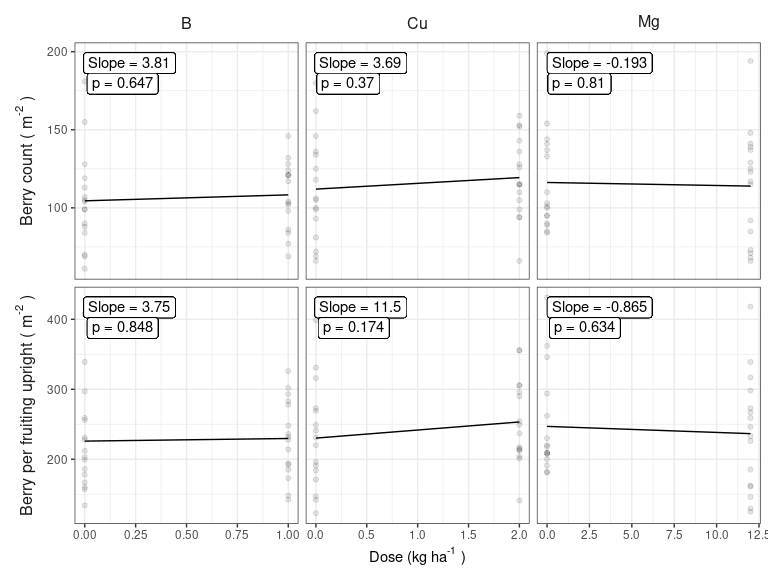 B Cu Mg
Berry count ( m⁻² )
200
150
100
Slope = 3.81
p = 0.647
Slope = 3.69
p = 0.37
Slope = -0.193
p = 0.81
Berry per fruiting upright ( m⁻² )
400
300
200
Slope = 3.75
p = 0.848
Slope = 11.5
p = 0.174
Slope = -0.865
p = 0.634
0.00 0.25 0.50 0.75 1.00 0.0 0.5 1.0 1.5 2.0 0.0 2.5 5.0 7.5 10.0 12.5
Dose (kg ha⁻¹ )